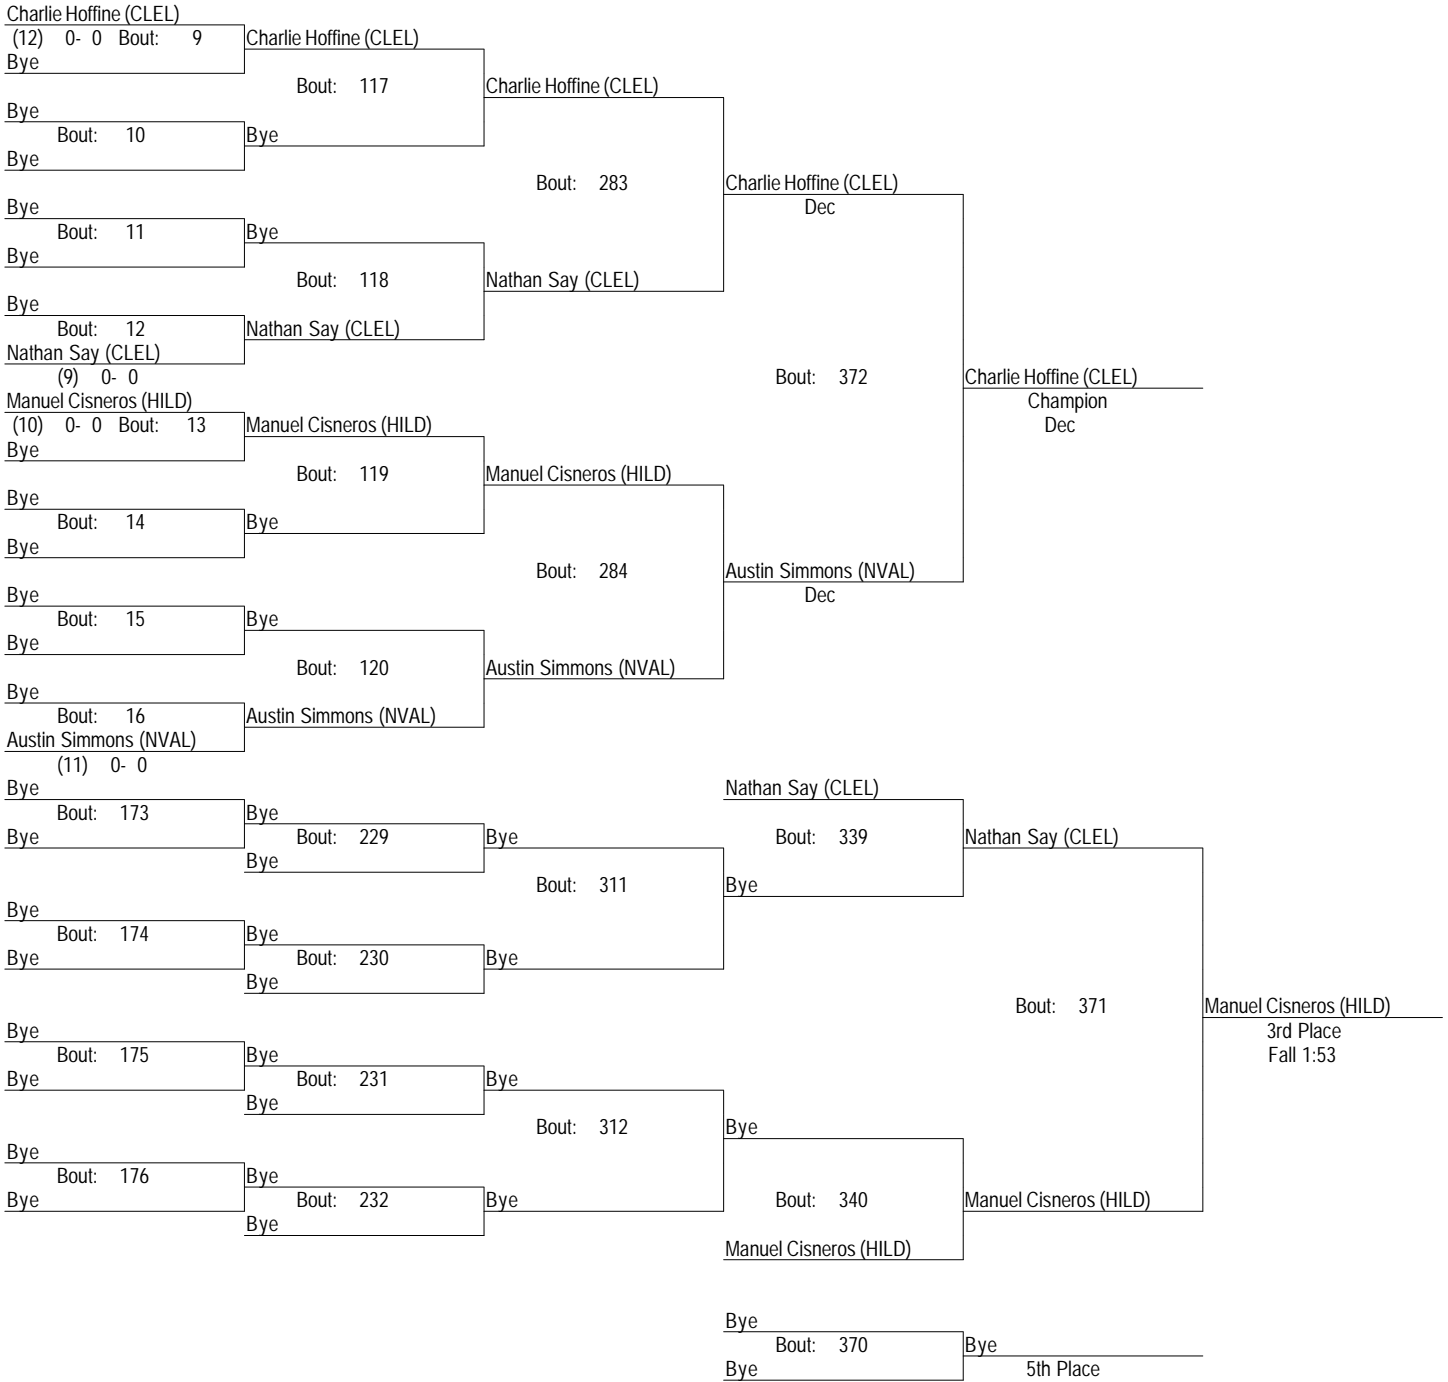 Charlie Hoffine (CLEL)
(12) 0- 0 Bout: 9 Charlie Hoffine (CLEL)
Bye
Bout: 117 Charlie Hoffine (CLEL)
Bye
Bout: 10 Bye
Bye
Bout: 283 Charlie Hoffine (CLEL)
Bye Dec
Bout: 11 Bye
Bye
Bout: 118 Nathan Say (CLEL)
Bye
Bout: 12 Nathan Say (CLEL)
Nathan Say (CLEL)
(9) 0- 0 Bout: 372 Charlie Hoffine (CLEL)
Manuel Cisneros (HILD) Champion
(10) 0- 0 Bout: 13 Manuel Cisneros (HILD) Dec
Bye
Bout: 119 Manuel Cisneros (HILD)
Bye
Bout: 14 Bye
Bye
Bout: 284 Austin Simmons (NVAL)
Bye Dec
Bout: 15 Bye
Bye
Bout: 120 Austin Simmons (NVAL)
Bye
Bout: 16 Austin Simmons (NVAL)
Austin Simmons (NVAL)
(11) 0- 0
Bye Nathan Say (CLEL)
Bout: 173 Bye
Bye Bout: 229 Bye Bout: 339 Nathan Say (CLEL)
Bye
Bout: 311 Bye
Bye
Bout: 174 Bye
Bye Bout: 230 Bye
Bye
Bout: 371 Manuel Cisneros (HILD)
Bye 3rd Place
Bout: 175 Bye Fall 1:53
Bye Bout: 231 Bye
Bye
Bout: 312 Bye
Bye
Bout: 176 Bye
Bye Bout: 232 Bye Bout: 340 Manuel Cisneros (HILD)
Bye
Manuel Cisneros (HILD)
Bye
Bout: 370 Bye
Bye 5th Place